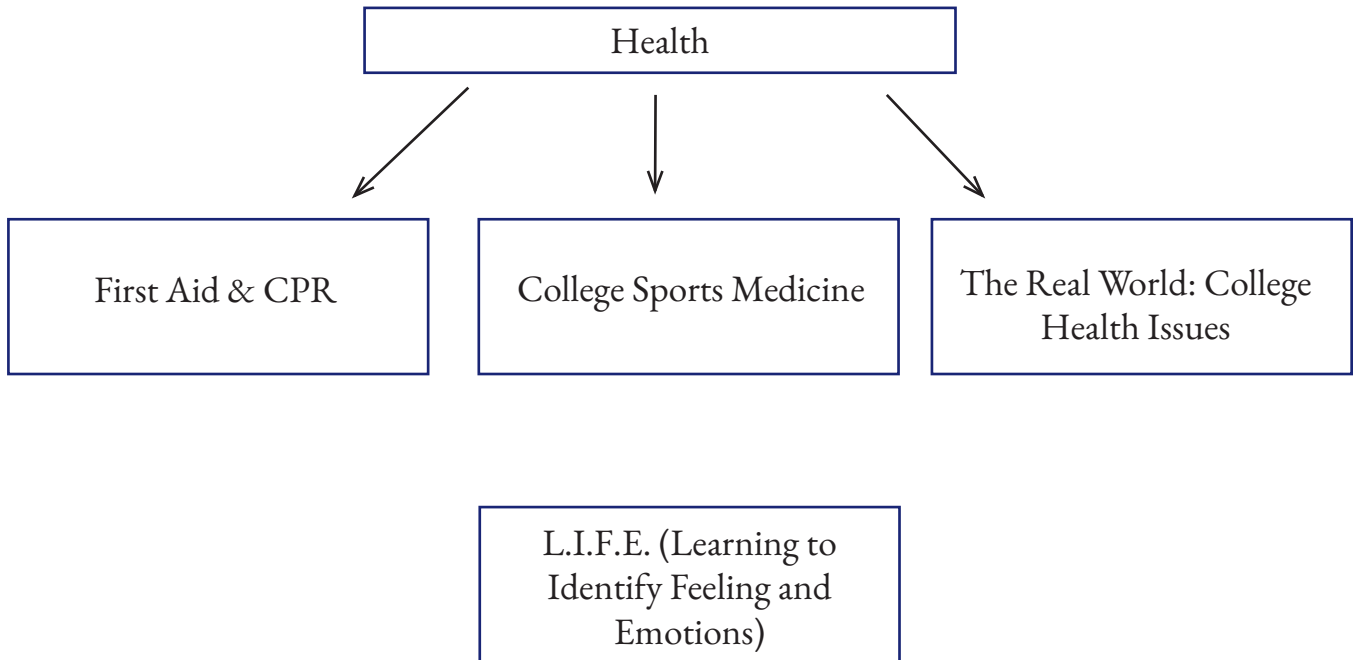 Health
First Aid & CPR
College Sports Medicine
The Real World: College
Health Issues
L.I.F.E. (Learning to
Identify Feeling and
Emotions)